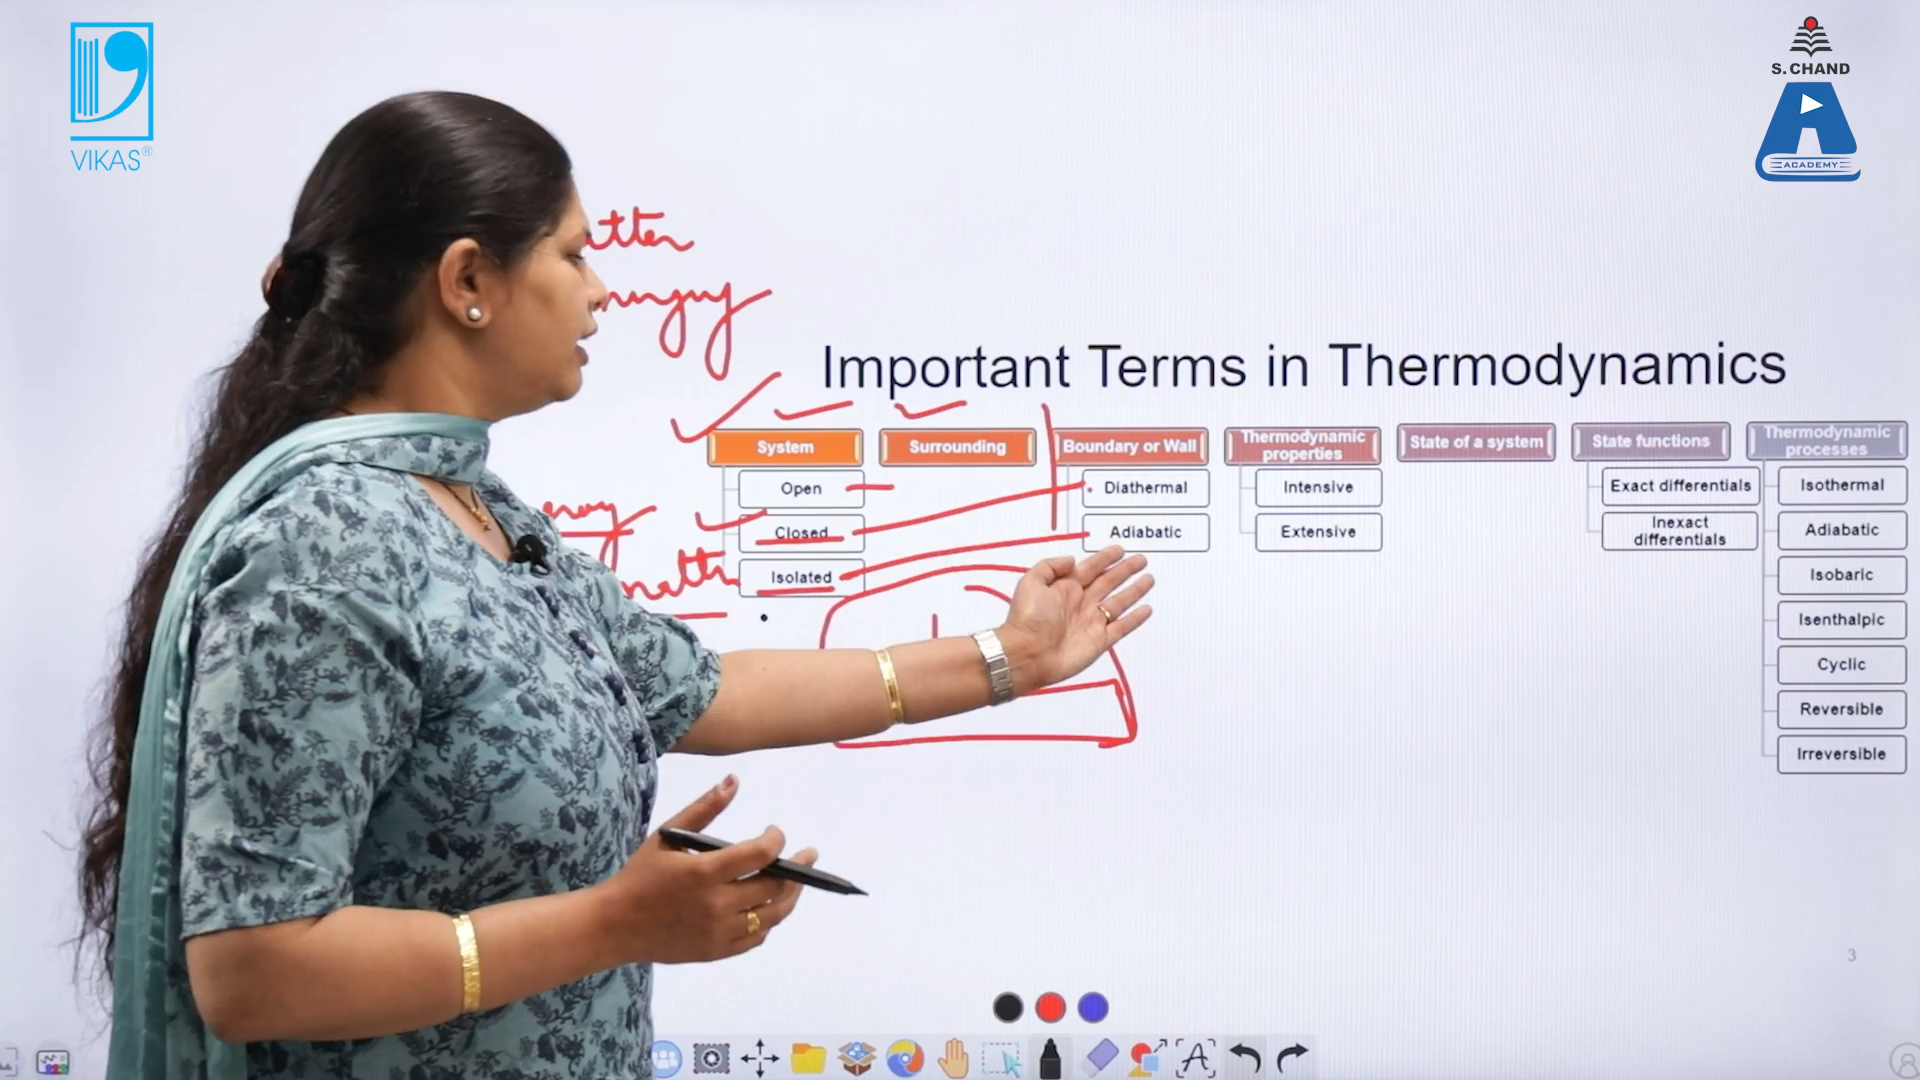 VIKAS®
S. CHAND
ACADEMY
Important Terms in Thermodynamics
System
Open
Closed
Isolated
Surrounding
Boundary or Wall
Diathermal
Adiabatic
Thermodynamic
properties
Intensive
Extensive
State of a system
State functions
Exact differentials
Inexact
differentials
Thermodynamic
processes
Isothermal
Adiabatic
Isobaric
Isenthalpic
Cyclic
Reversible
Irreversible
3